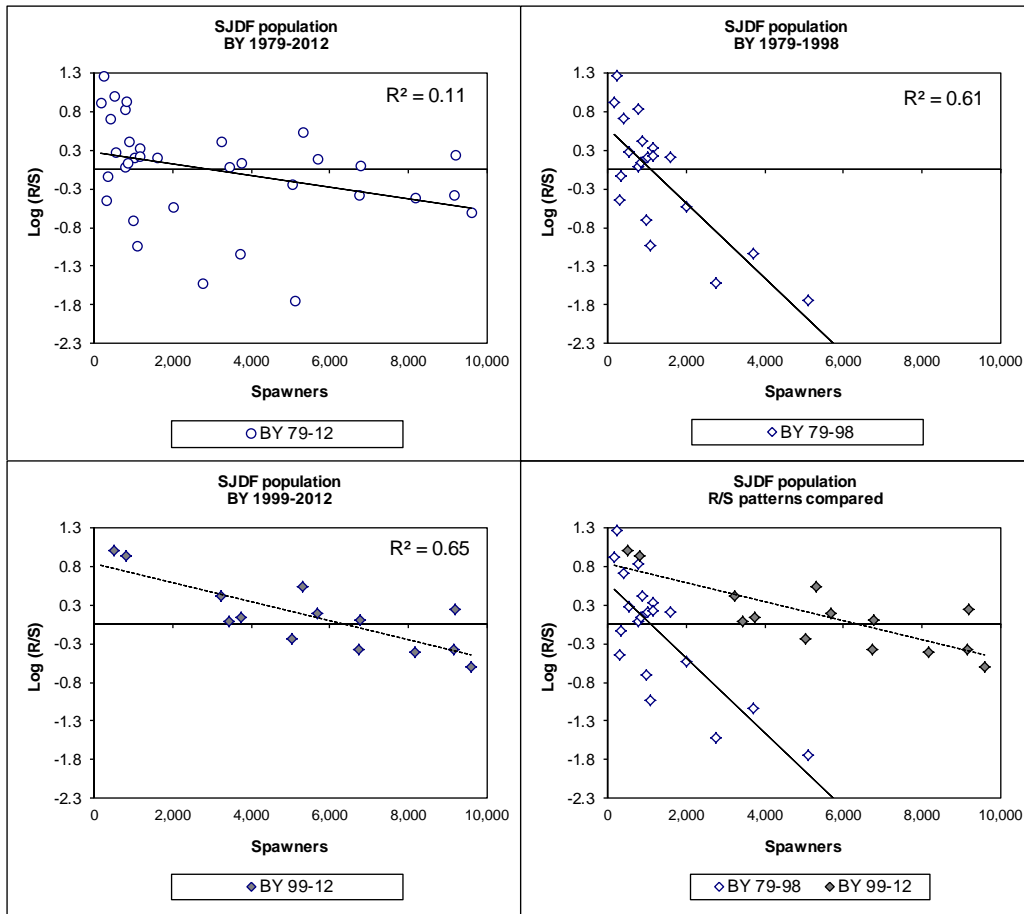 SJDF population
BY 1979-2012
1.3
0.8
0.3
-0.3
-0.8
-1.3
-1.8
-2.3
Log (R/S)
R² = 0.11
0 2,000 4,000 6,000 8,000 10,000
Spawners
BY 79-12
SJDF population
BY 1979-1998
1.3
0.8
0.3
-0.3
-0.8
-1.3
-1.8
-2.3
Log (R/S)
R² = 0.61
0 2,000 4,000 6,000 8,000 10,000
Spawners
BY 79-98
SJDF population
BY 1999-2012
1.3
0.8
0.3
-0.3
-0.8
-1.3
-1.8
-2.3
Log (R/S)
R² = 0.65
0 2,000 4,000 6,000 8,000 10,000
Spawners
BY 99-12
SJDF population
R/S patterns compared
1.3
0.8
0.3
-0.3
-0.8
-1.3
-1.8
-2.3
Log (R/S)
0 2,000 4,000 6,000 8,000 10,000
Spawners
BY 79-98 BY 99-12